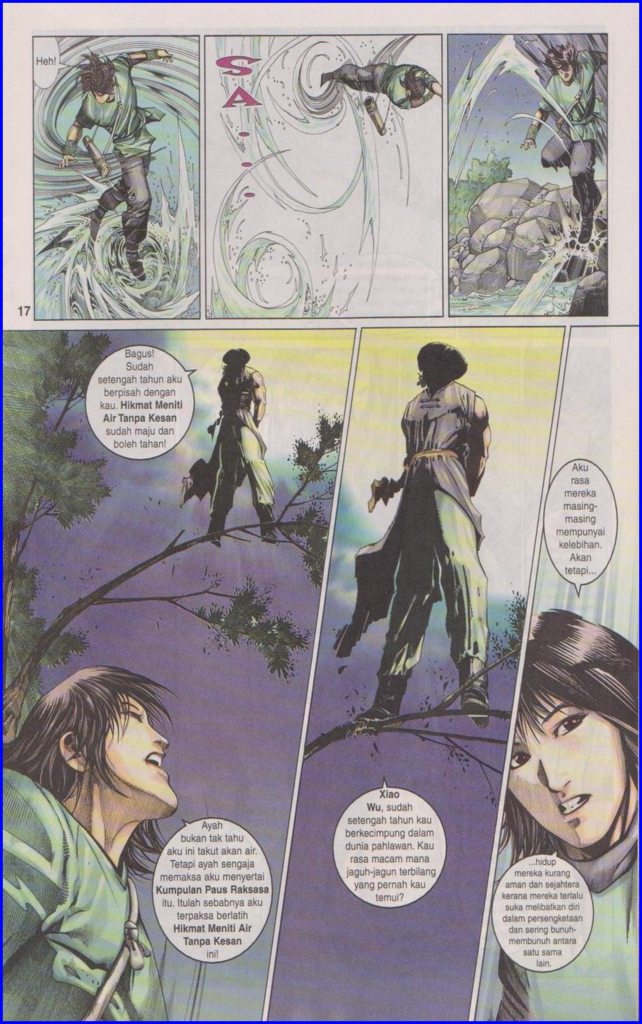 Heh!
SA...
17
Bagus!
Sudah
setengah tahun aku
berpisah dengan
kau. Hikmat Meniti
Air Tanpa Kesan
sudah maju dan
boleh tahan!
Ayah
bukan tak tahu
aku ini takut akan air.
Tetapi ayah sengaja
memaksa aku menyertai
Kumpulan Paus Raksasa
itu. Itulah sebabnya aku
terpaksa berlatih
Hikmat Meniti Air
Tanpa Kesan
ini!
Xiao
Wu, sudah
setengah tahun kau
berkecimpung dalam
dunia pahlawan. Kau
rasa macam mana
jaguh-jagun terbilang
yang pernah kau
temui?
Aku
rasa
mereka
masing-
masing
mempunyai
kelebihan.
Akan
tetapi...
...hidup
mereka kurang
aman dan sejahtera
kerana mereka terlalu
suka melibatkan diri
dalam persengketaan
dan sering bunuh-
membunuh antara
satu sama
lain.